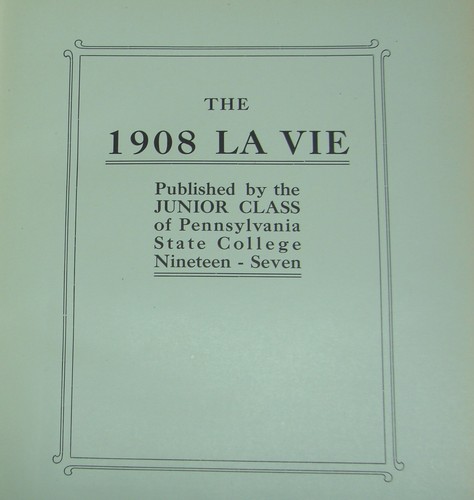 THE
1908 LA VIE
Published by the
JUNIOR CLASS
of Pennsylvania
State College
Nineteen - Seven